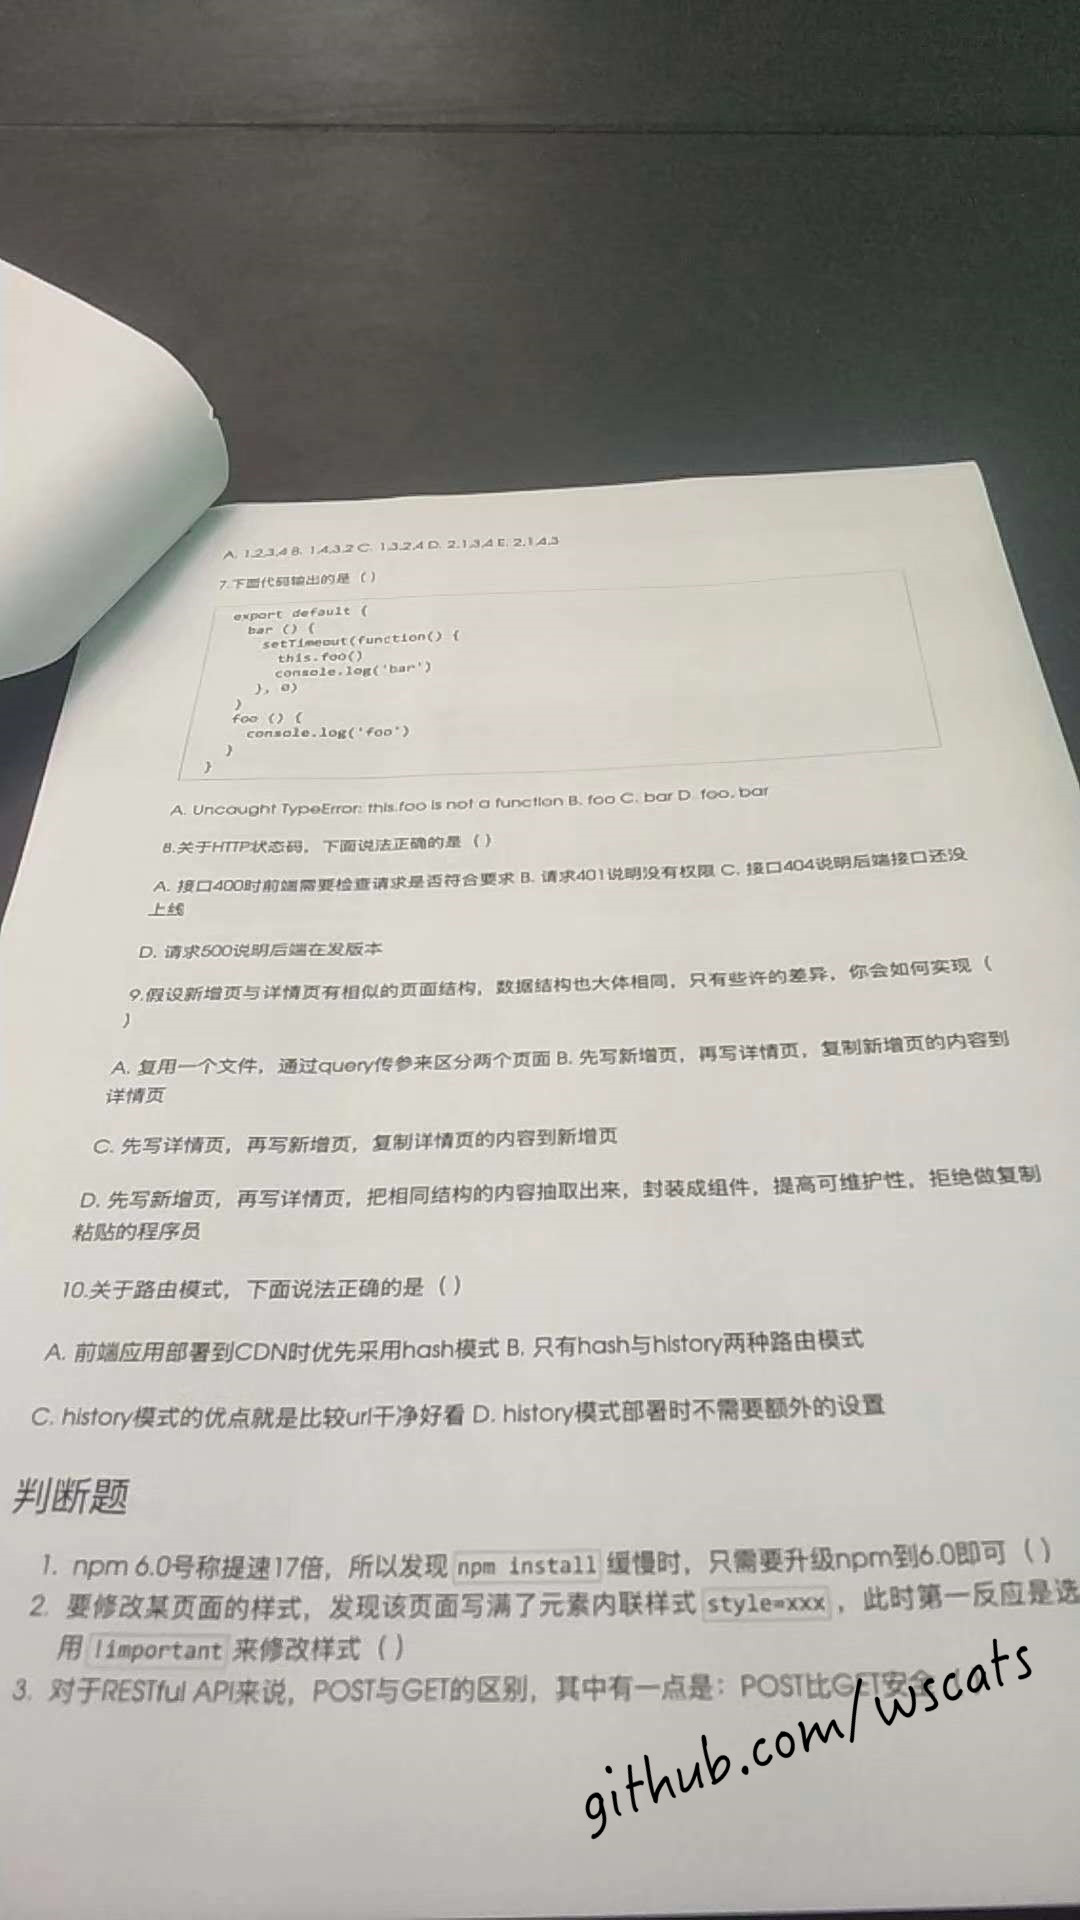 A. 1,2,3,4 B. 1,4,3,2 C. 1,3,2,4 D. 2,1,3,4 E. 2,1,4,3
7.下面代码输出的是（）
export default {
bar () {
setTimeout(function() {
this.foo()
console.log('bar')
}, 0)
}
foo () {
console.log('foo')
}
}
A. Uncaught TypeError: this.foo is not a function B. foo C. bar D. foo, bar
8.关于HTTP状态码，下面说法正确的是（）
A. 接口400时前端需要检查请求是否符合要求 B. 请求401说明没有权限 C. 接口404说明后端接口还没
上线
D. 请求500说明后端在发版本
9.假设新增页与详情页有相似的页面结构，数据结构也大体相同，只有些许的差异，你会如何实现（
）
A. 复用一个文件，通过query传参来区分两个页面 B. 先写新增页，再写详情页，复制新增页的内容到
详情页
C. 先写详情页，再写新增页，复制详情页的内容到新增页
D. 先写新增页，再写详情页，把相同结构的内容抽取出来，封装成组件，提高可维护性，拒绝做复制
粘贴的程序员
10.关于路由模式，下面说法正确的是（）
A. 前端应用部署到CDN时优先采用hash模式 B. 只有hash与history两种路由模式
C. history模式的优点就是比较url干净好看 D. history模式部署时不需要额外的设置
判断题
1. npm 6.0号称提速17倍，所以发现 npm install 缓慢时，只需要升级npm到6.0即可（）
2. 要修改某页面的样式，发现该页面写满了元素内联样式 style=xxx ，此时第一反应是选
用 !important 来修改样式（）
3. 对于RESTful API来说，POST与GET的区别，其中有一点是：POST比GET安全（
github.com/wscats